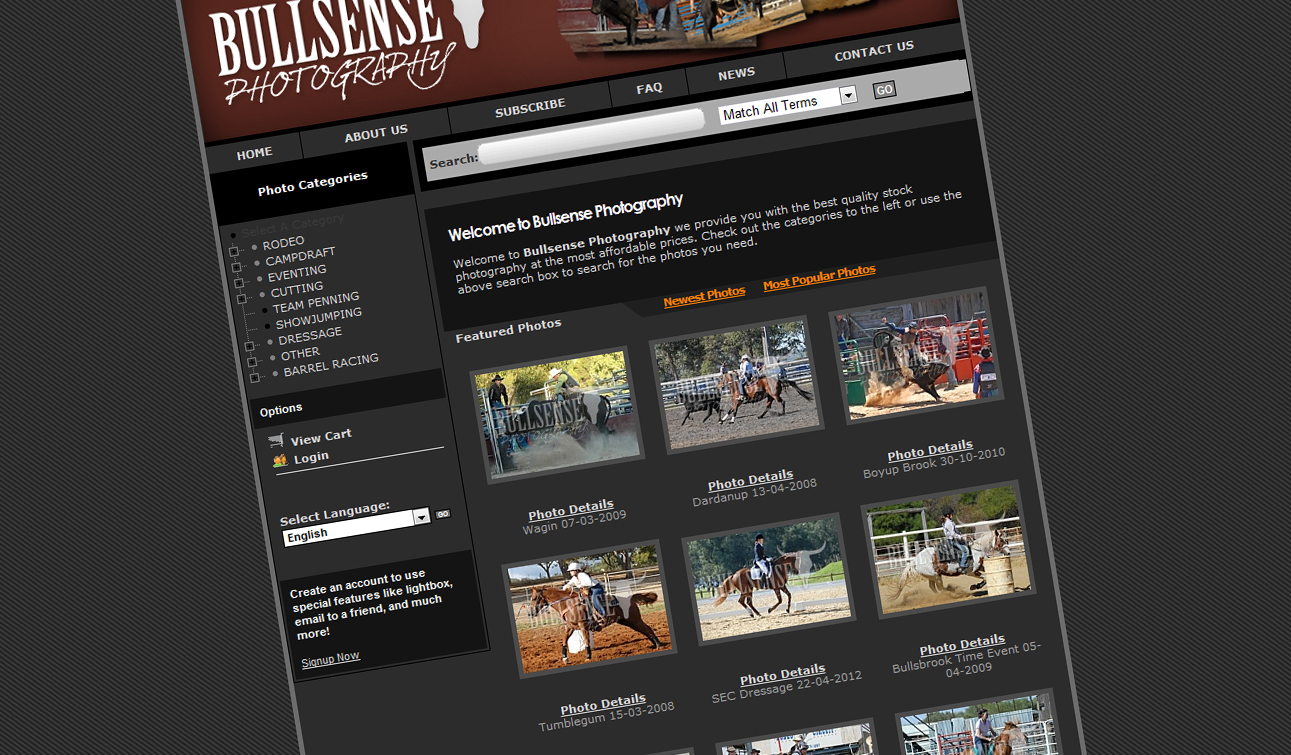 BULLSENSE
PHOTOGRAPHY
HOME
ABOUT US
SUBSCRIBE
FAQ
NEWS
CONTACT US
Search:
Match All Terms
GO
Photo Categories
Select A Category
RODEO
CAMPDRAFT
EVENTING
CUTTING
TEAM PENNING
SHOWJUMPING
DRESSAGE
OTHER
BARREL RACING
Options
View Cart
Login
Select Language:
English
GO
Create an account to use
special features like lightbox,
email to a friend, and much
more!
Signup Now
Welcome to Bullsense Photography
Welcome to Bullsense Photography we provide you with the best quality stock
photography at the most affordable prices. Check out the categories to the left or use the
above search box to search for the photos you need.
Featured Photos
Newest Photos
Most Popular Photos
BULLSENSE
PHOTOGRAPHY
BULLSENSE
BULLSENSE
Photo Details
Wagin 07-03-2009
Photo Details
Dardanup 13-04-2008
Photo Details
Boyup Brook 30-10-2010
Photo Details
Tumblegum 15-03-2008
Photo Details
SEC Dressage 22-04-2012
Photo Details
Bullsbrook Time Event 05-
04-2009